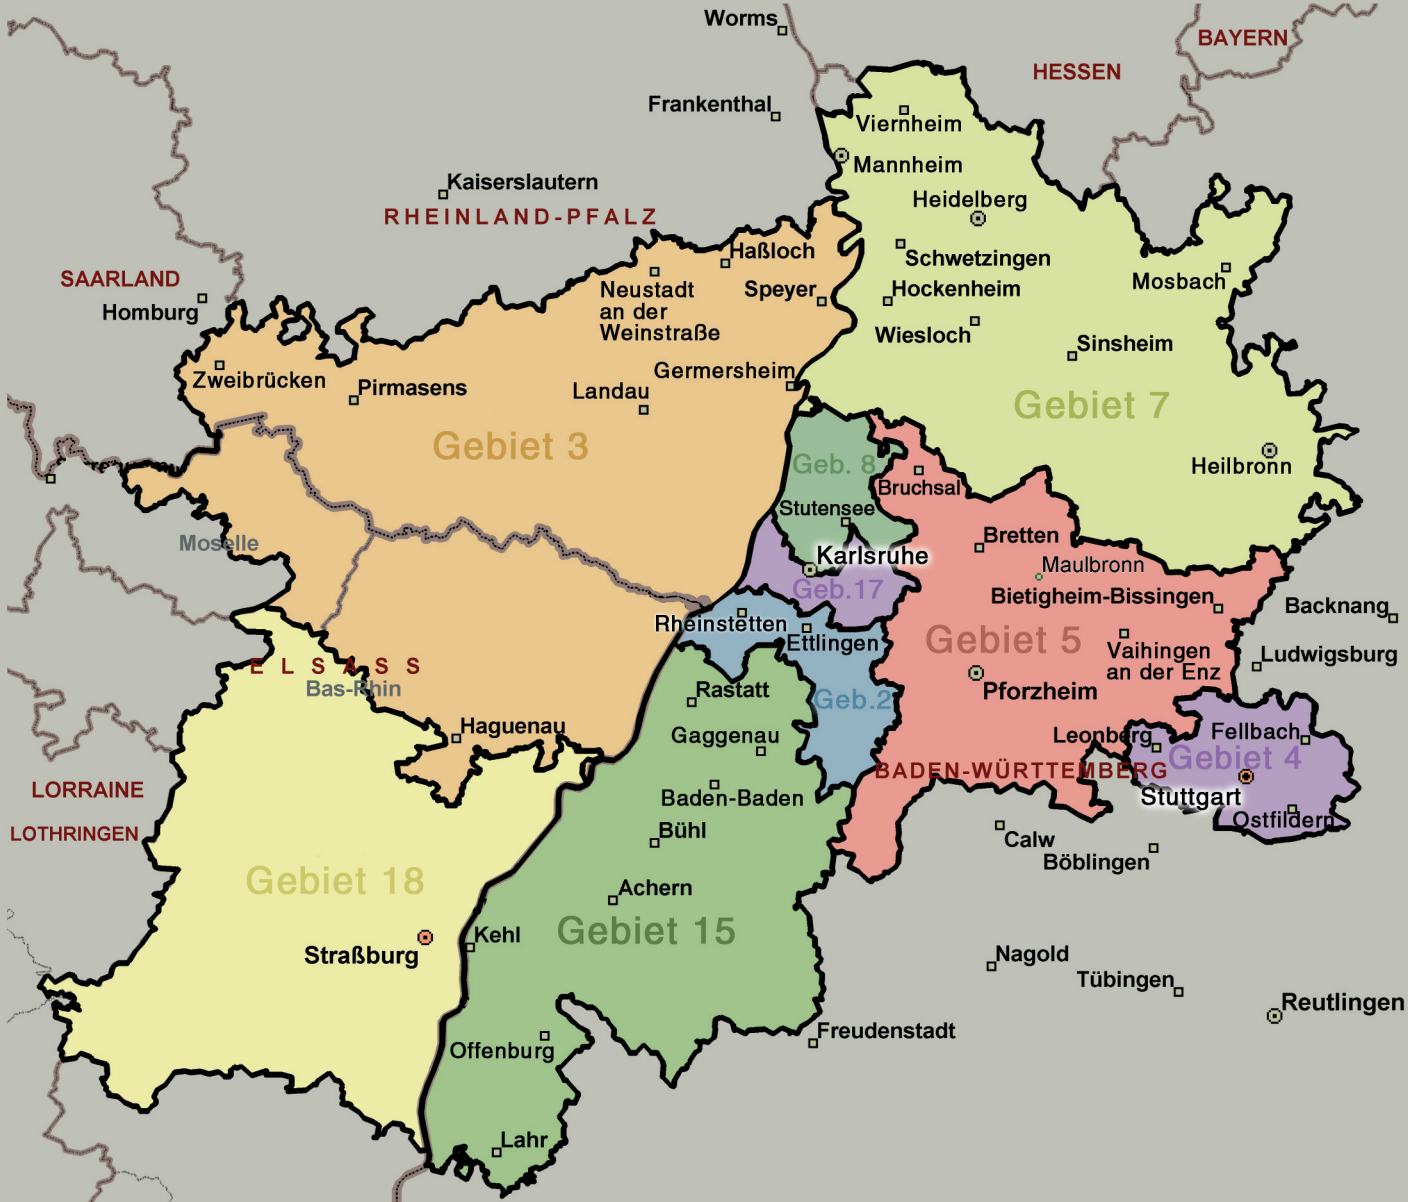 Worms
BAYERN
HESSEN
Frankenthal
Viernheim
Mannheim
Kaiserslautern
Heidelberg
RHEINLAND-PFALZ
Haßloch
Schwetzingen
SAARLAND
Mosbach
Neustadt
an der
Weinstraße
Speyer
Hockenheim
Homburg
Wiesloch
Sinsheim
Zweibrücken
Pirmasens
Germersheim
Landau
Gebiet 7
Gebiet 3
Geb. 8
Heilbronn
Bruchsal
Stutensee
Bretten
Moselle
Karlsruhe
Maulbronn
Geb.17
Bietigheim-Bissingen
Backnang
Rheinstetten
Ettlingen
Gebiet 5
Vaihingen
an der Enz
Ludwigsburg
ELSASS
Bas-Rhin
Rastatt
Geb.2
Pforzheim
Haguenau
Gaggenau
Leonberg
Fellbach
Gebiet 4
BADEN-WÜRTTEMBERG
LORRAINE
Baden-Baden
Stuttgart
LOTHRINGEN
Bühl
Ostfildern
Calw
Böblingen
Gebiet 18
Achern
Gebiet 15
Kehl
Straßburg
Nagold
Tübingen
Reutlingen
Freudenstadt
Offenburg
Lahr